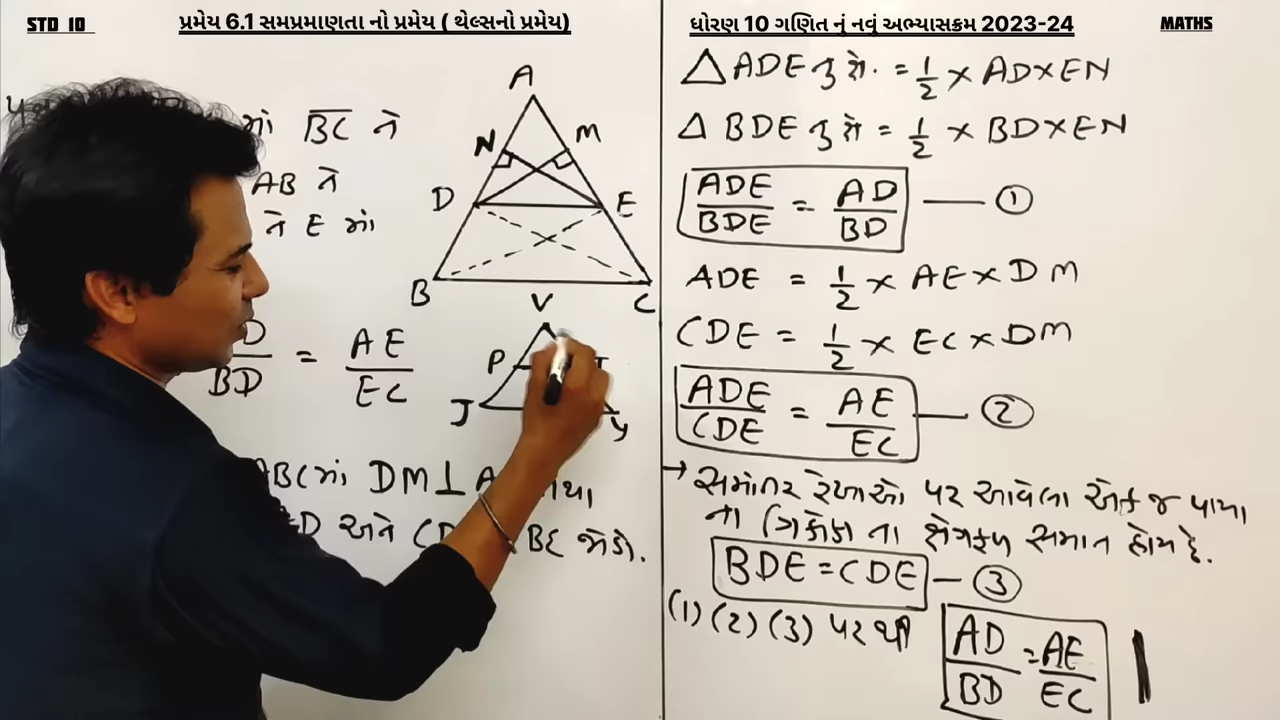 STD 10
પ્રમેય 6.1 સમપ્રમાણતા નો પ્રમેય ( થેલ્સનો પ્રમેય)
ધોરણ 10 ગણિત નું નવું અભ્યાસક્રમ 2023-24
MATHS
માં BC ને
AB ને
ને E માં
D/BD = AE/EC
ABC માં DM⊥A
D અને CD BE જોડો.
A
N M
D E
B C
V
P T
J Y
△ ADE નું ક્ષે. = 1/2 × AD × EN
△ BDE નું ક્ષે = 1/2 × BD × EN
ADE/BDE = AD/BD — ①
ADE = 1/2 × AE × DM
CDE = 1/2 × EC × DM
ADE/CDE = AE/EC — ②
→ સમાંતર રેખાઓ પર આવેલા એક જ પાયા
ના ત્રિકોણ ના ક્ષેત્રફળ સમાન હોય છે.
BDE = CDE — ③
(1) (2) (3) પર થી
AD/BD = AE/EC